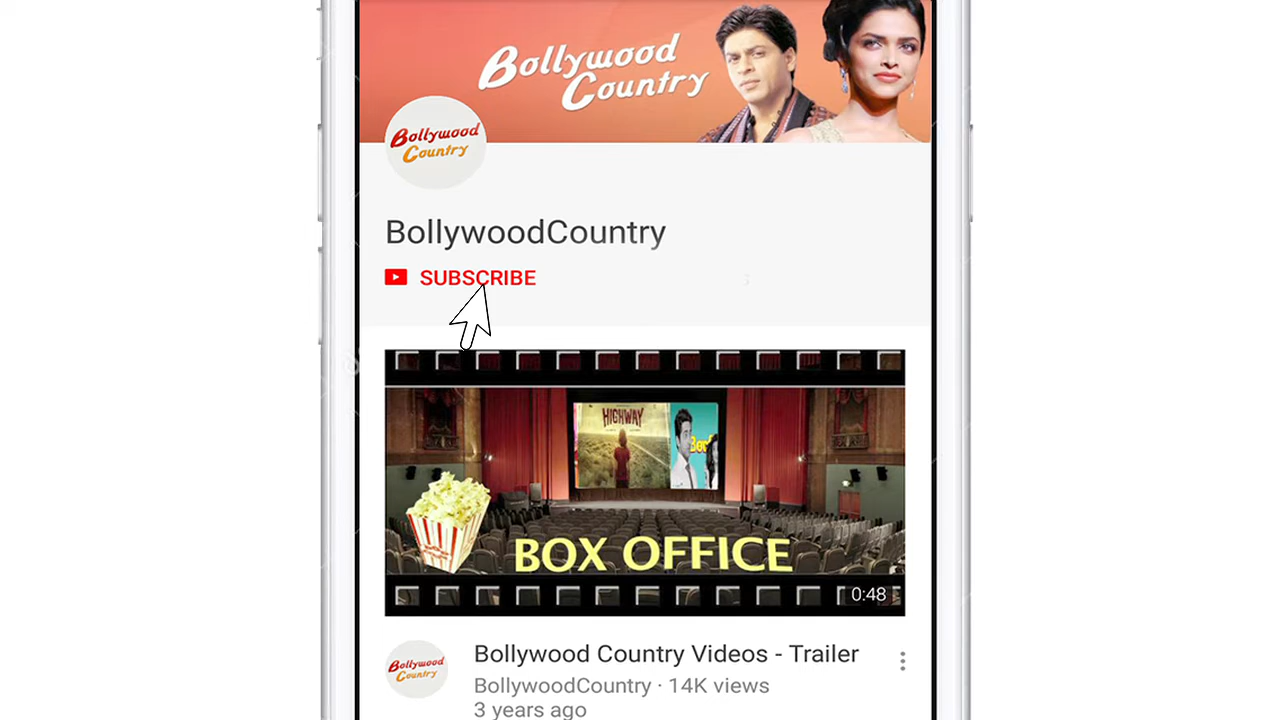 Bollywood
Country
Bollywood
Country
BollywoodCountry
SUBSCRIBE
HIGHWAY
BOX OFFICE
0:48
Bollywood Country Videos - Trailer
Bollywood
Country
BollywoodCountry · 14K views
3 years ago